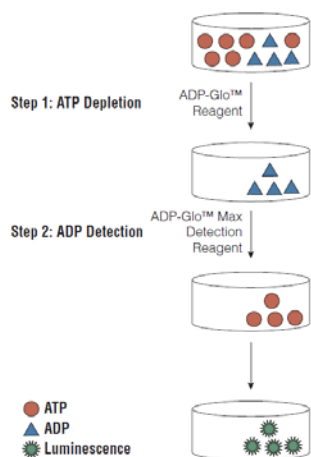 Step 1: ATP Depletion
ADP-Glo™
Reagent
Step 2: ADP Detection
ADP-Glo™ Max
Detection
Reagent
ATP
ADP
Luminescence